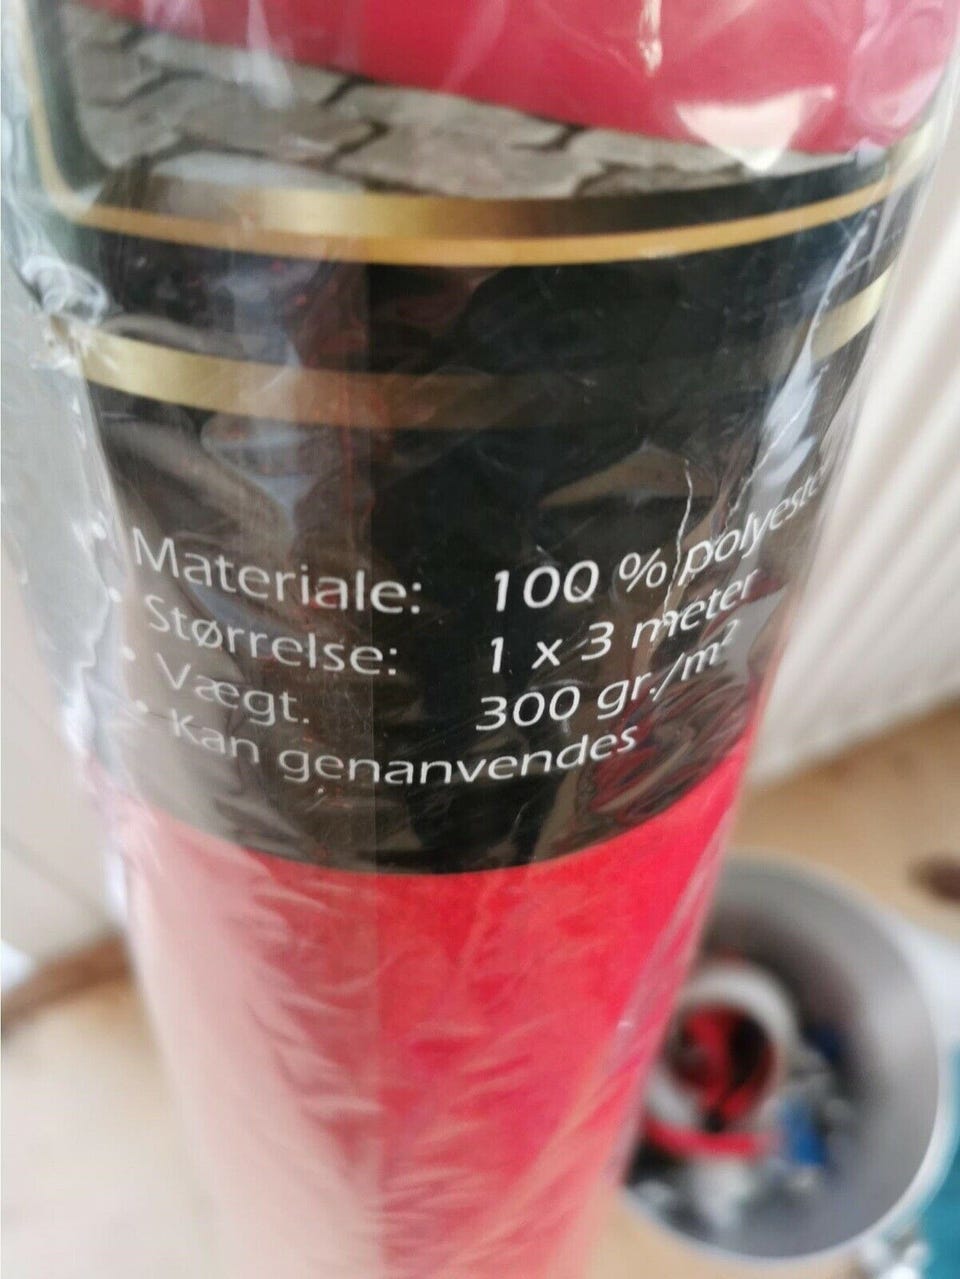 • Materiale: 100 % polyester
• Størrelse: 1 x 3 meter
• Vægt. 300 gr./m²
• Kan genanvendes